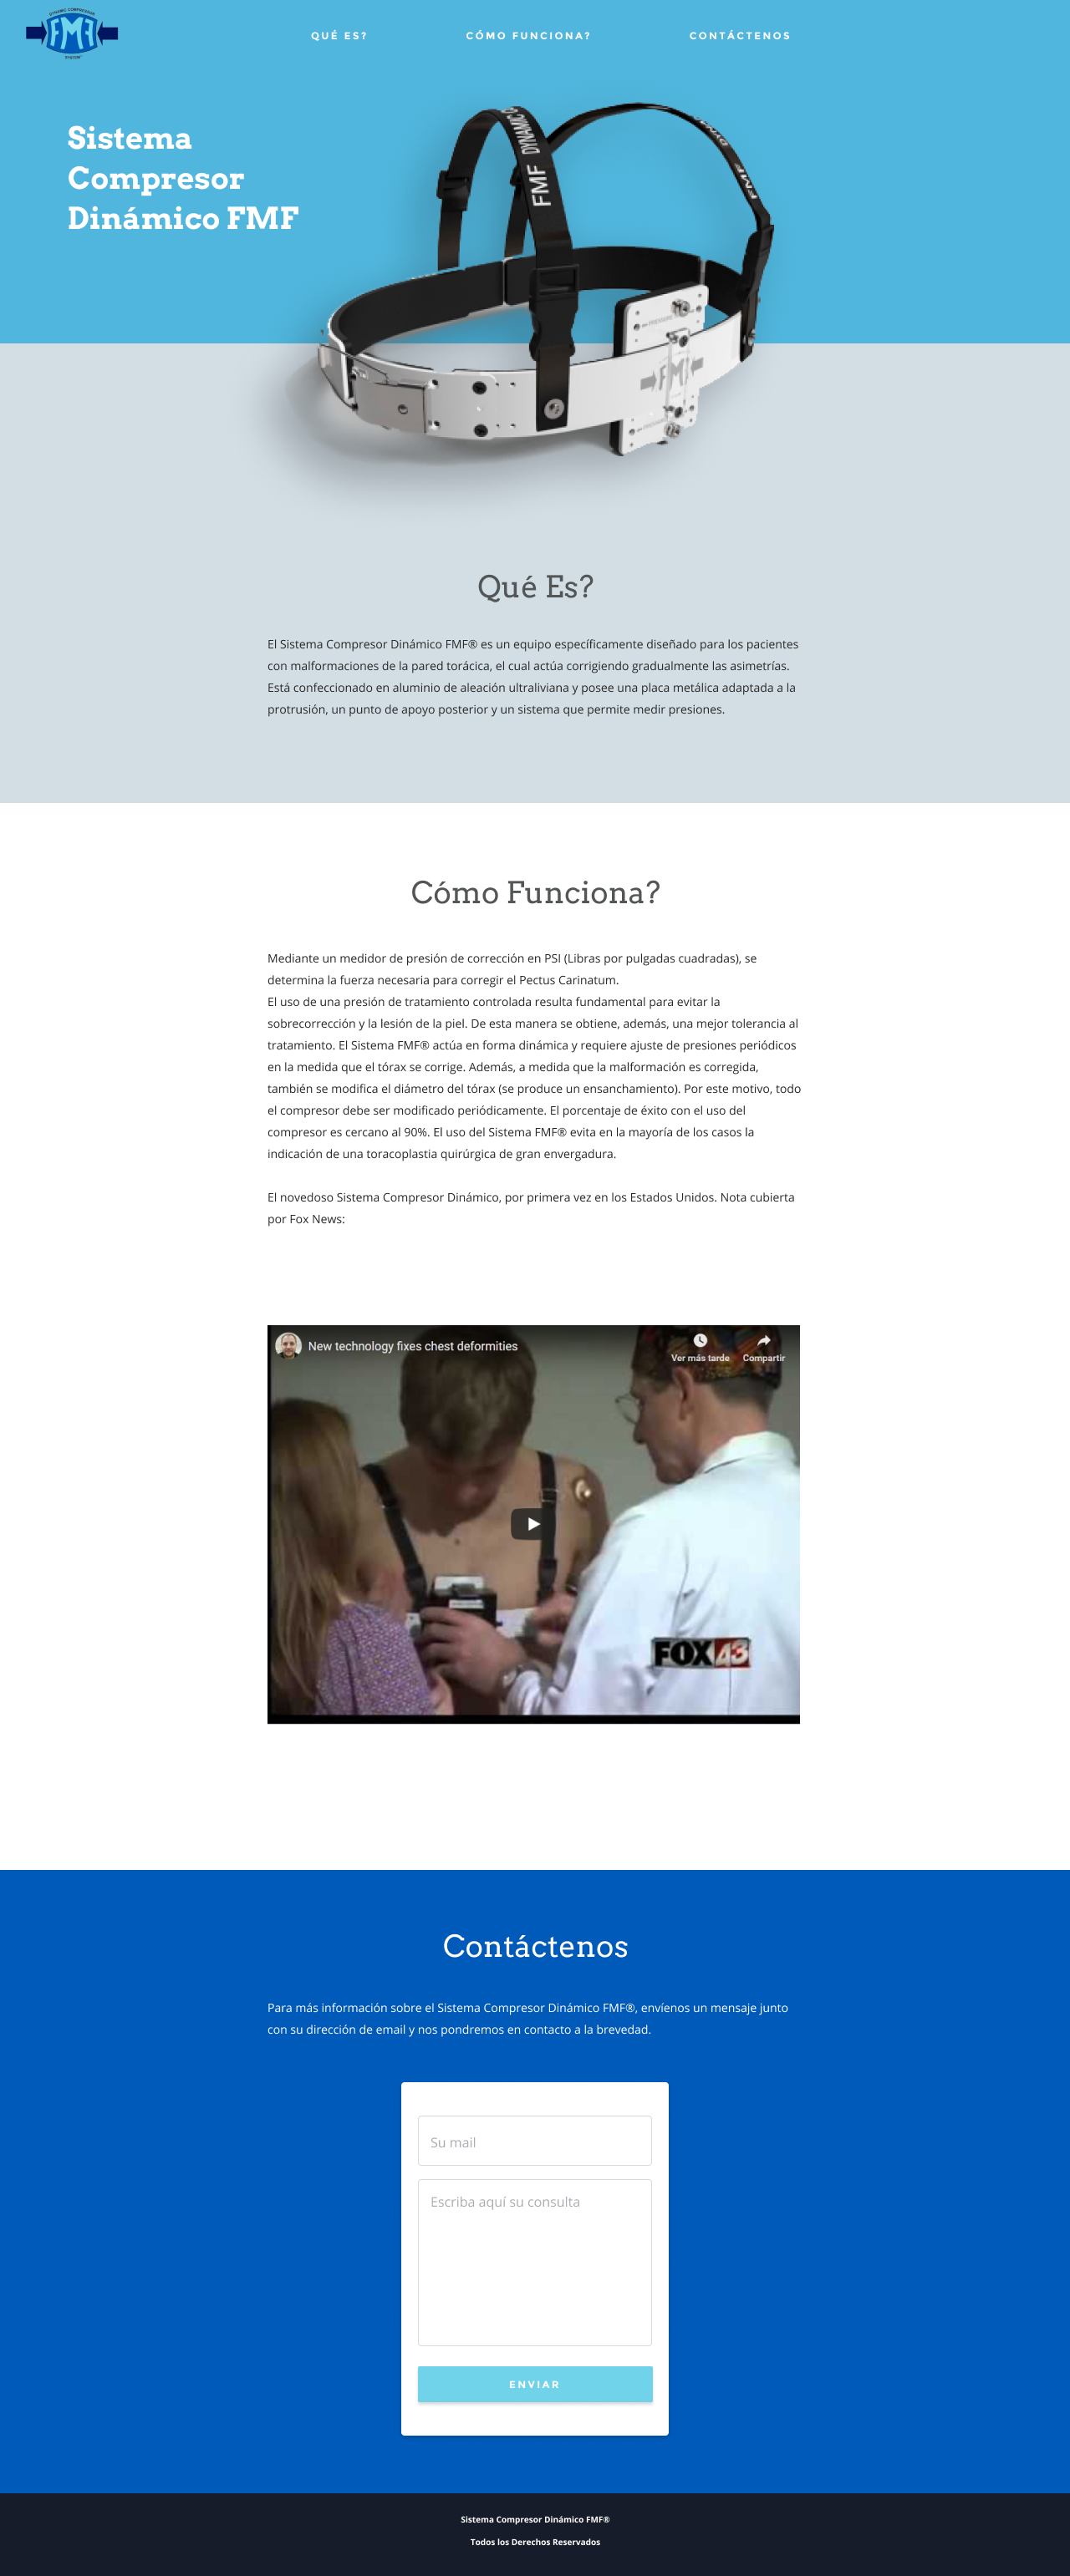 DYNAMIC COMPRESSOR
FMF
SYSTEM
QUÉ ES?
CÓMO FUNCIONA?
CONTÁCTENOS
Sistema
Compresor
Dinámico FMF
FMF DYNAMIC
FMF
FMF
Qué Es?
El Sistema Compresor Dinámico FMF® es un equipo específicamente diseñado para los pacientes
con malformaciones de la pared torácica, el cual actúa corrigiendo gradualmente las asimetrías.
Está confeccionado en aluminio de aleación ultraliviana y posee una placa metálica adaptada a la
protrusión, un punto de apoyo posterior y un sistema que permite medir presiones.
Cómo Funciona?
Mediante un medidor de presión de corrección en PSI (Libras por pulgadas cuadradas), se
determina la fuerza necesaria para corregir el Pectus Carinatum.
El uso de una presión de tratamiento controlada resulta fundamental para evitar la
sobrecorrección y la lesión de la piel. De esta manera se obtiene, además, una mejor tolerancia al
tratamiento. El Sistema FMF® actúa en forma dinámica y requiere ajuste de presiones periódicos
en la medida que el tórax se corrige. Además, a medida que la malformación es corregida,
también se modifica el diámetro del tórax (se produce un ensanchamiento). Por este motivo, todo
el compresor debe ser modificado periódicamente. El porcentaje de éxito con el uso del
compresor es cercano al 90%. El uso del Sistema FMF® evita en la mayoría de los casos la
indicación de una toracoplastia quirúrgica de gran envergadura.
El novedoso Sistema Compresor Dinámico, por primera vez en los Estados Unidos. Nota cubierta
por Fox News:
New technology fixes chest deformities
Ver más tarde
Compartir
FOX 43
Contáctenos
Para más información sobre el Sistema Compresor Dinámico FMF®, envíenos un mensaje junto
con su dirección de email y nos pondremos en contacto a la brevedad.
Su mail
Escriba aquí su consulta
ENVIAR
Sistema Compresor Dinámico FMF®
Todos los Derechos Reservados